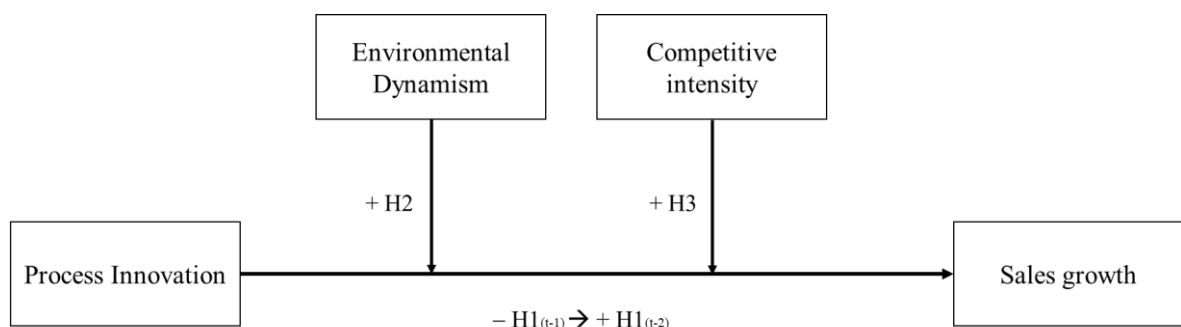 Environmental
Dynamism
Competitive
intensity
+ H2
+ H3
Process Innovation
Sales growth
– H1(t-1) → + H1(t-2)